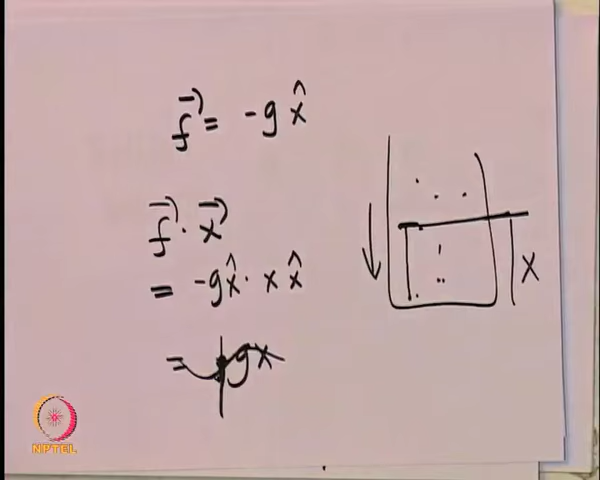 f⃗ = -g x̂
f⃗ · x⃗
= -g x̂ · x x̂
= gx
x
NPTEL